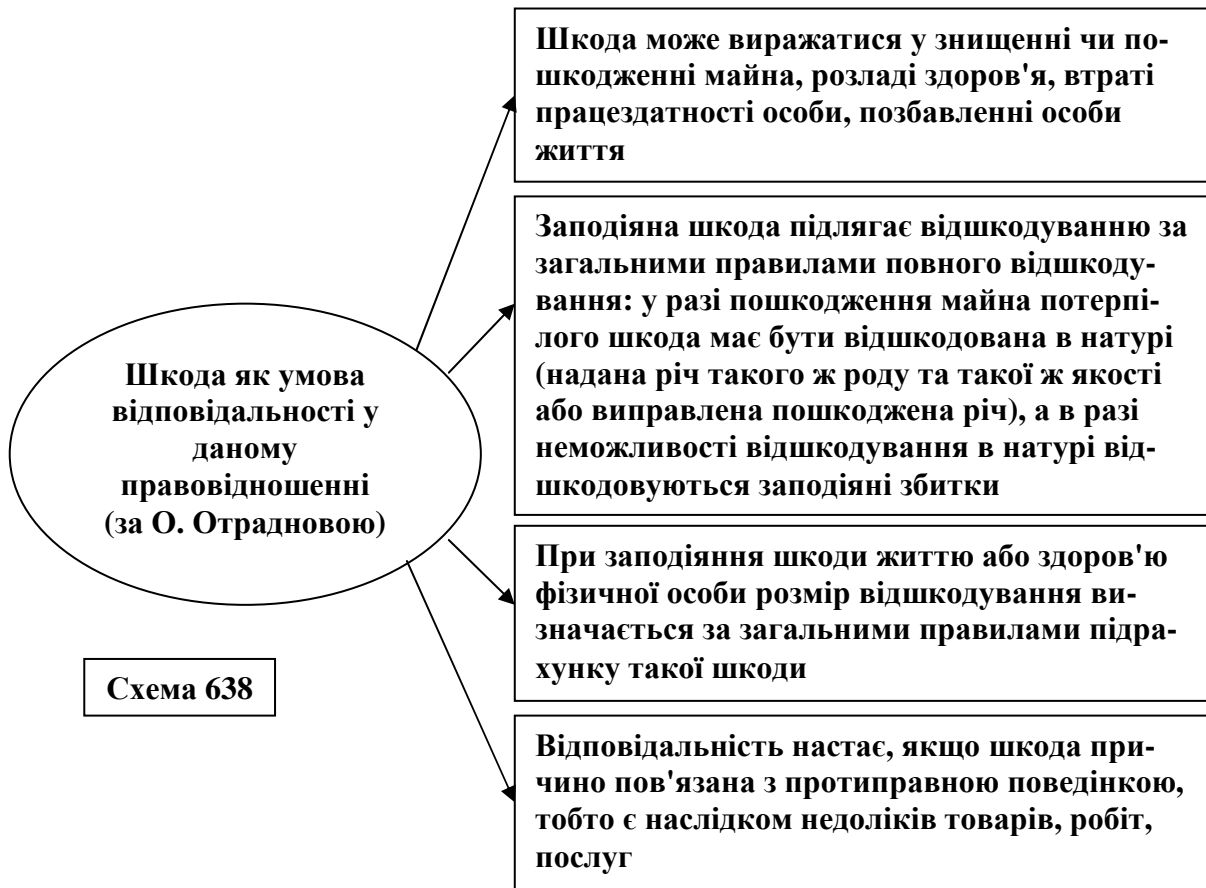 Шкода може виражатися у знищенні чи по-
шкодженні майна, розладі здоров'я, втраті
працездатності особи, позбавленні особи
життя
Заподіяна шкода підлягає відшкодуванню за
загальними правилами повного відшкоду-
вання: у разі пошкодження майна потерпі-
лого шкода має бути відшкодована в натурі
(надана річ такого ж роду та такої ж якості
або виправлена пошкоджена річ), а в разі
неможливості відшкодування в натурі від-
шкодовуються заподіяні збитки
Шкода як умова
відповідальності у
даному
правовідношенні
(за О. Отрадновою)
При заподіяння шкоди життю або здоров'ю
фізичної особи розмір відшкодування ви-
значається за загальними правилами підра-
хунку такої шкоди
Схема 638
Відповідальність настає, якщо шкода при-
чино пов'язана з протиправною поведінкою,
тобто є наслідком недоліків товарів, робіт,
послуг